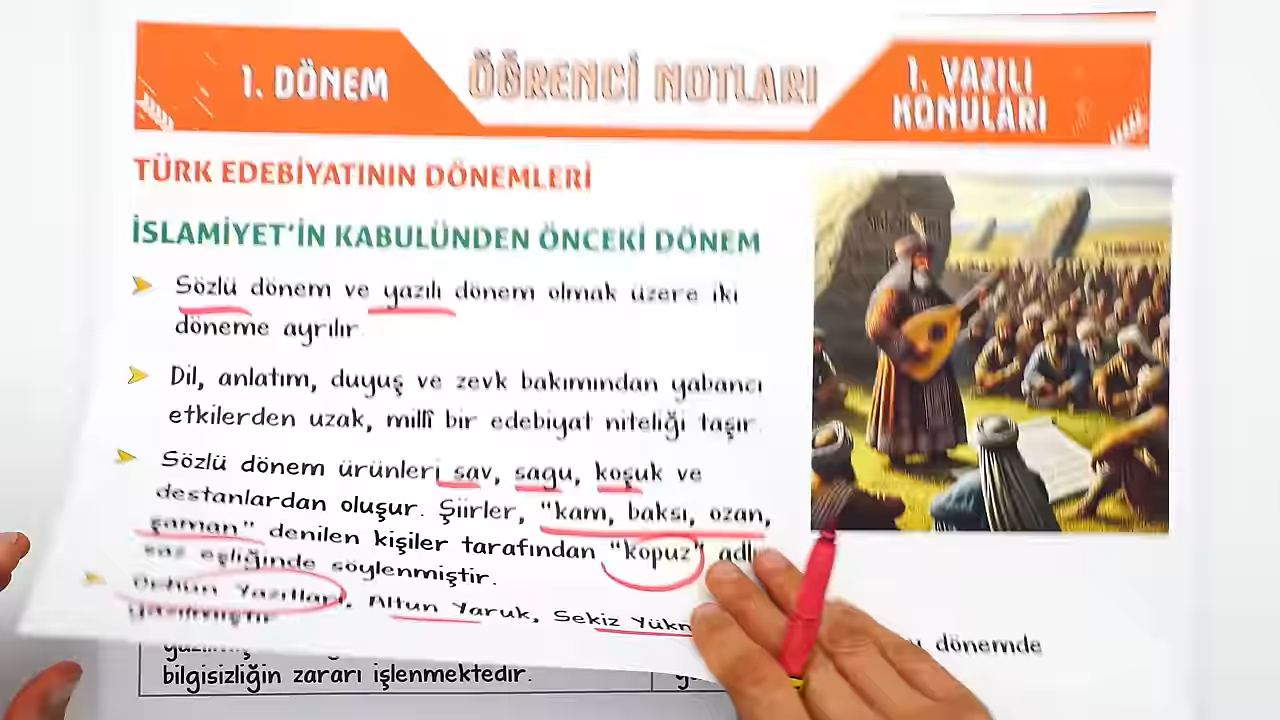 1. DÖNEM
ÖĞRENCİ NOTLARI
1. YAZILI
KONULARI
TÜRK EDEBİYATININ DÖNEMLERİ
İSLAMİYET'İN KABULÜNDEN ÖNCEKİ DÖNEM
Sözlü dönem ve yazılı dönem olmak üzere iki
döneme ayrılır.
Dil, anlatım, duyuş ve zevk bakımından yabancı
etkilerden uzak, millî bir edebiyat niteliği taşır.
Sözlü dönem ürünleri sav, sagu, koşuk ve
destanlardan oluşur. Şiirler, "kam, baksı, ozan,
şaman" denilen kişiler tarafından "kopuz" adlı
saz eşliğinde söylenmiştir.
Orhun Yazıtları, Altun Yaruk, Sekiz
dönemde
bilgisizliğin zararı işlenmektedir.